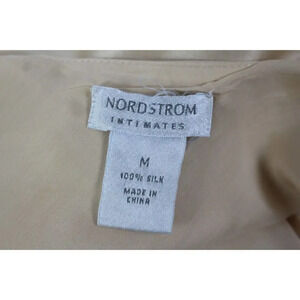 NORDSTROM
INTIMATES
M
100% SILK
MADE IN
CHINA